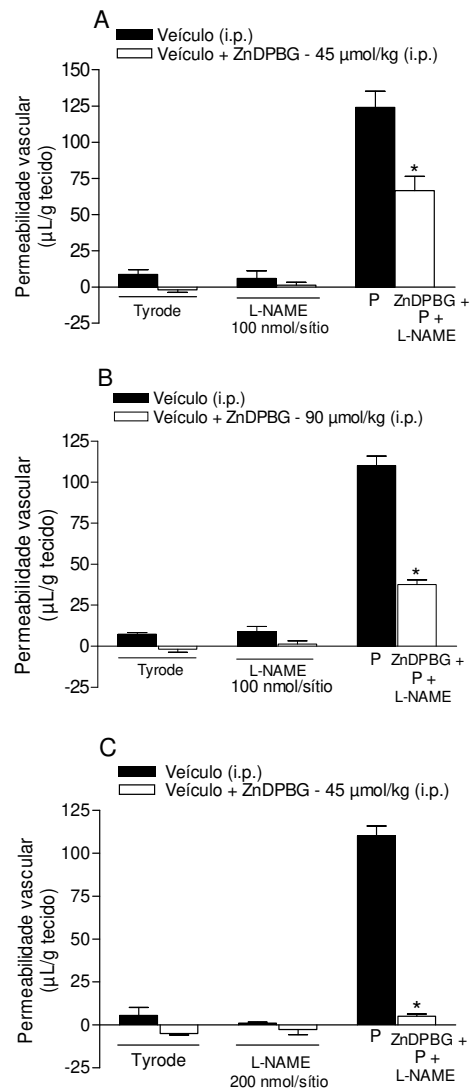 A
Veículo (i.p.)
Veículo + ZnDPBG - 45 µmol/kg (i.p.)
Permeabilidade vascular
(µL/g tecido)
150
125
100
75
50
25
0
-25
*
Tyrode
L-NAME
100 nmol/sítio
P
ZnDPBG +
P +
L-NAME
B
Veículo (i.p.)
Veículo + ZnDPBG - 90 µmol/kg (i.p.)
Permeabilidade vascular
(µL/g tecido)
125
100
75
50
25
0
-25
*
Tyrode
L-NAME
100 nmol/sítio
P
ZnDPBG +
P +
L-NAME
C
Veículo (i.p.)
Veículo + ZnDPBG - 45 µmol/kg (i.p.)
Permeabilidade vascular
(µL/g tecido)
125
100
75
50
25
0
-25
*
Tyrode
L-NAME
200 nmol/sítio
P
ZnDPBG +
P +
L-NAME